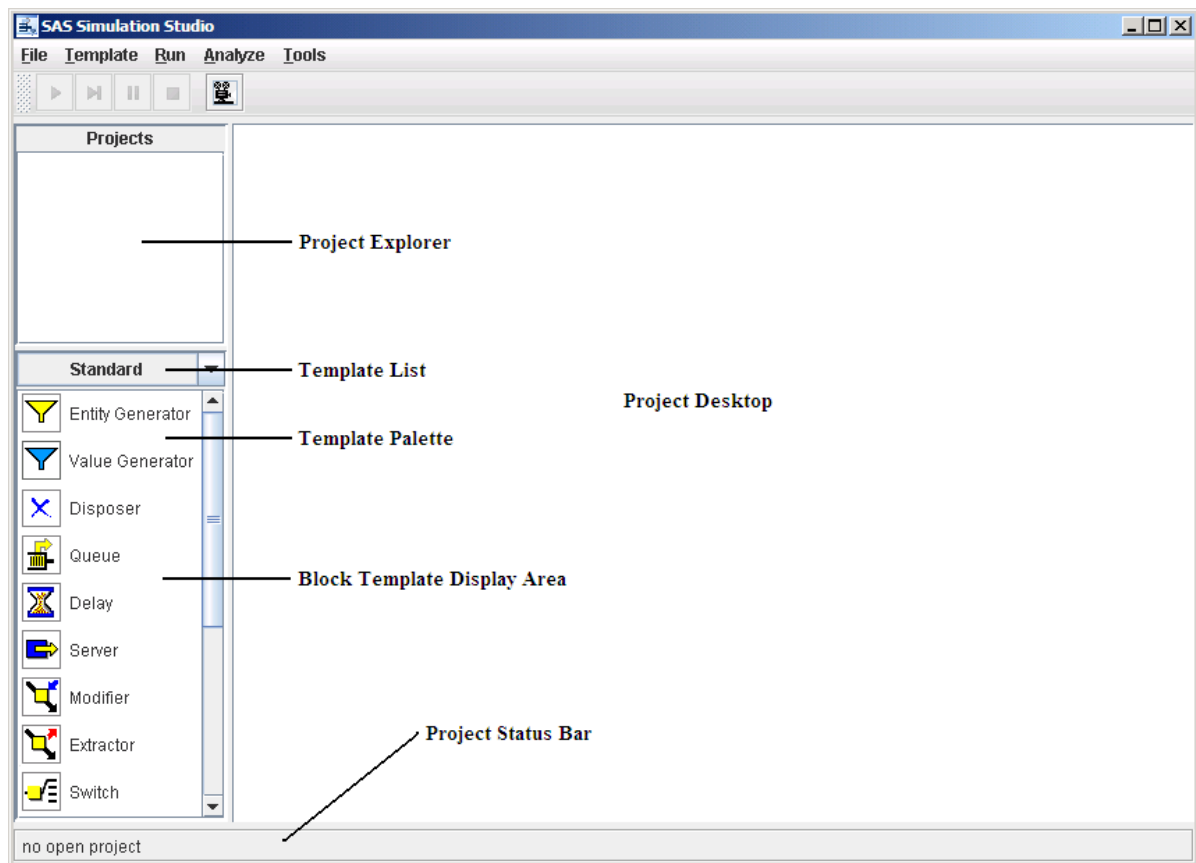 SAS Simulation Studio
File Template Run Analyze Tools
Projects
Project Explorer
Standard
Template List
Project Desktop
Entity Generator
Template Palette
Value Generator
Disposer
Queue
Block Template Display Area
Delay
Server
Modifier
Project Status Bar
Extractor
Switch
no open project